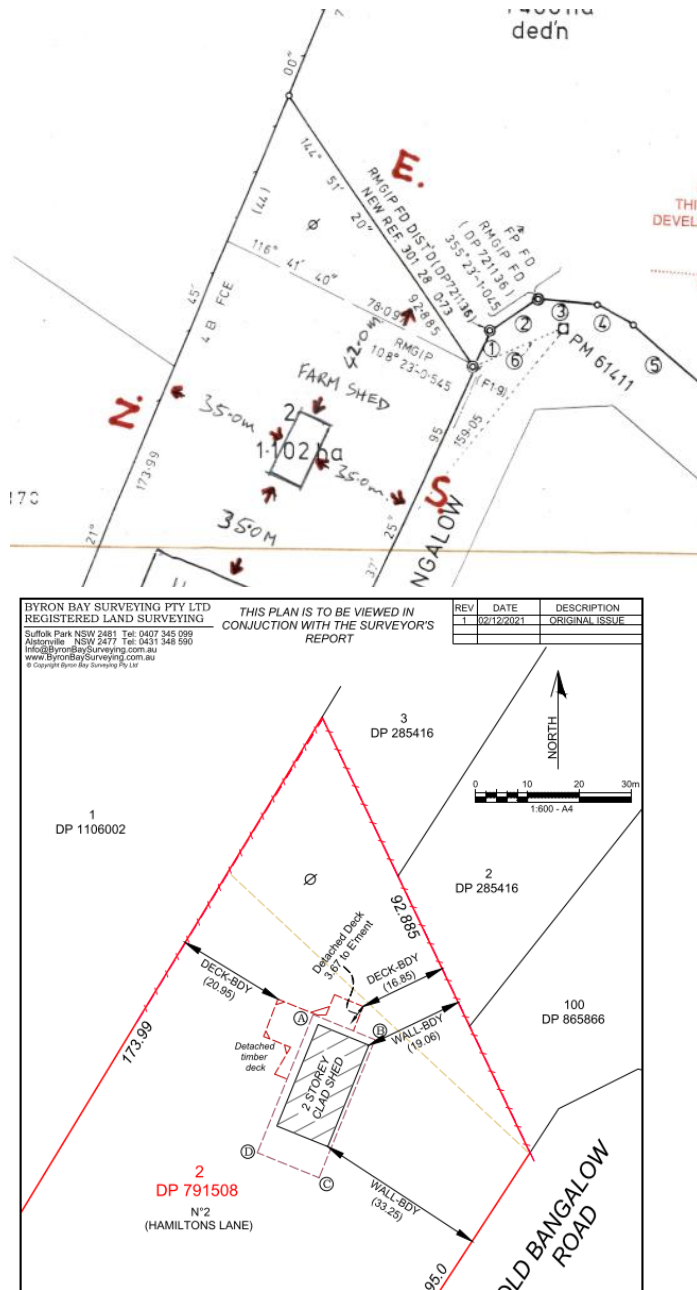 ded'n
00"
144° 51' 20"
E.
RMGIP FD DIST'D (DP721136)
NEW REF. 301 28 0·73
92·885
FP FD
RMGIP FD
(DP 721136)
355° 23'-1·045
THI
DEVEL
(44)
ø
116° 41' 40"
78·09
45'
4 B FCE
42.0m
RMGIP
108° 23'-0·545
1
2
3
4
5
6
PM 61411
(F1·9)
159·05
FARM SHED
N.
35.0m
2
1·102 ha
35.0m.
95
S.
173·99
35.0M
25"
21°
37'
NGALOW
BYRON BAY SURVEYING PTY LTD
REGISTERED LAND SURVEYING
Suffolk Park NSW 2481 Tel: 0407 345 099
Alstonville NSW 2477 Tel: 0431 348 590
Info@ByronBaySurveying.com.au
www.ByronBaySurveying.com.au
© Copyright Byron Bay Surveying Pty Ltd
THIS PLAN IS TO BE VIEWED IN
CONJUCTION WITH THE SURVEYOR'S
REPORT
REV DATE DESCRIPTION
1 02/12/2021 ORIGINAL ISSUE
3
DP 285416
NORTH
0 10 20 30m
1:600 - A4
1
DP 1106002
2
DP 285416
Ø
92.885
Detached Deck
3.67 to E'ment
DECK-BDY
(20.95)
DECK-BDY
(16.85)
100
DP 865866
A
B
WALL-BDY
(19.06)
173.99
Detached
timber
deck
2 STOREY
CLAD SHED
D
C
2
DP 791508
N°2
(HAMILTONS LANE)
WALL-BDY
(33.25)
OLD BANGALOW
ROAD
95.0